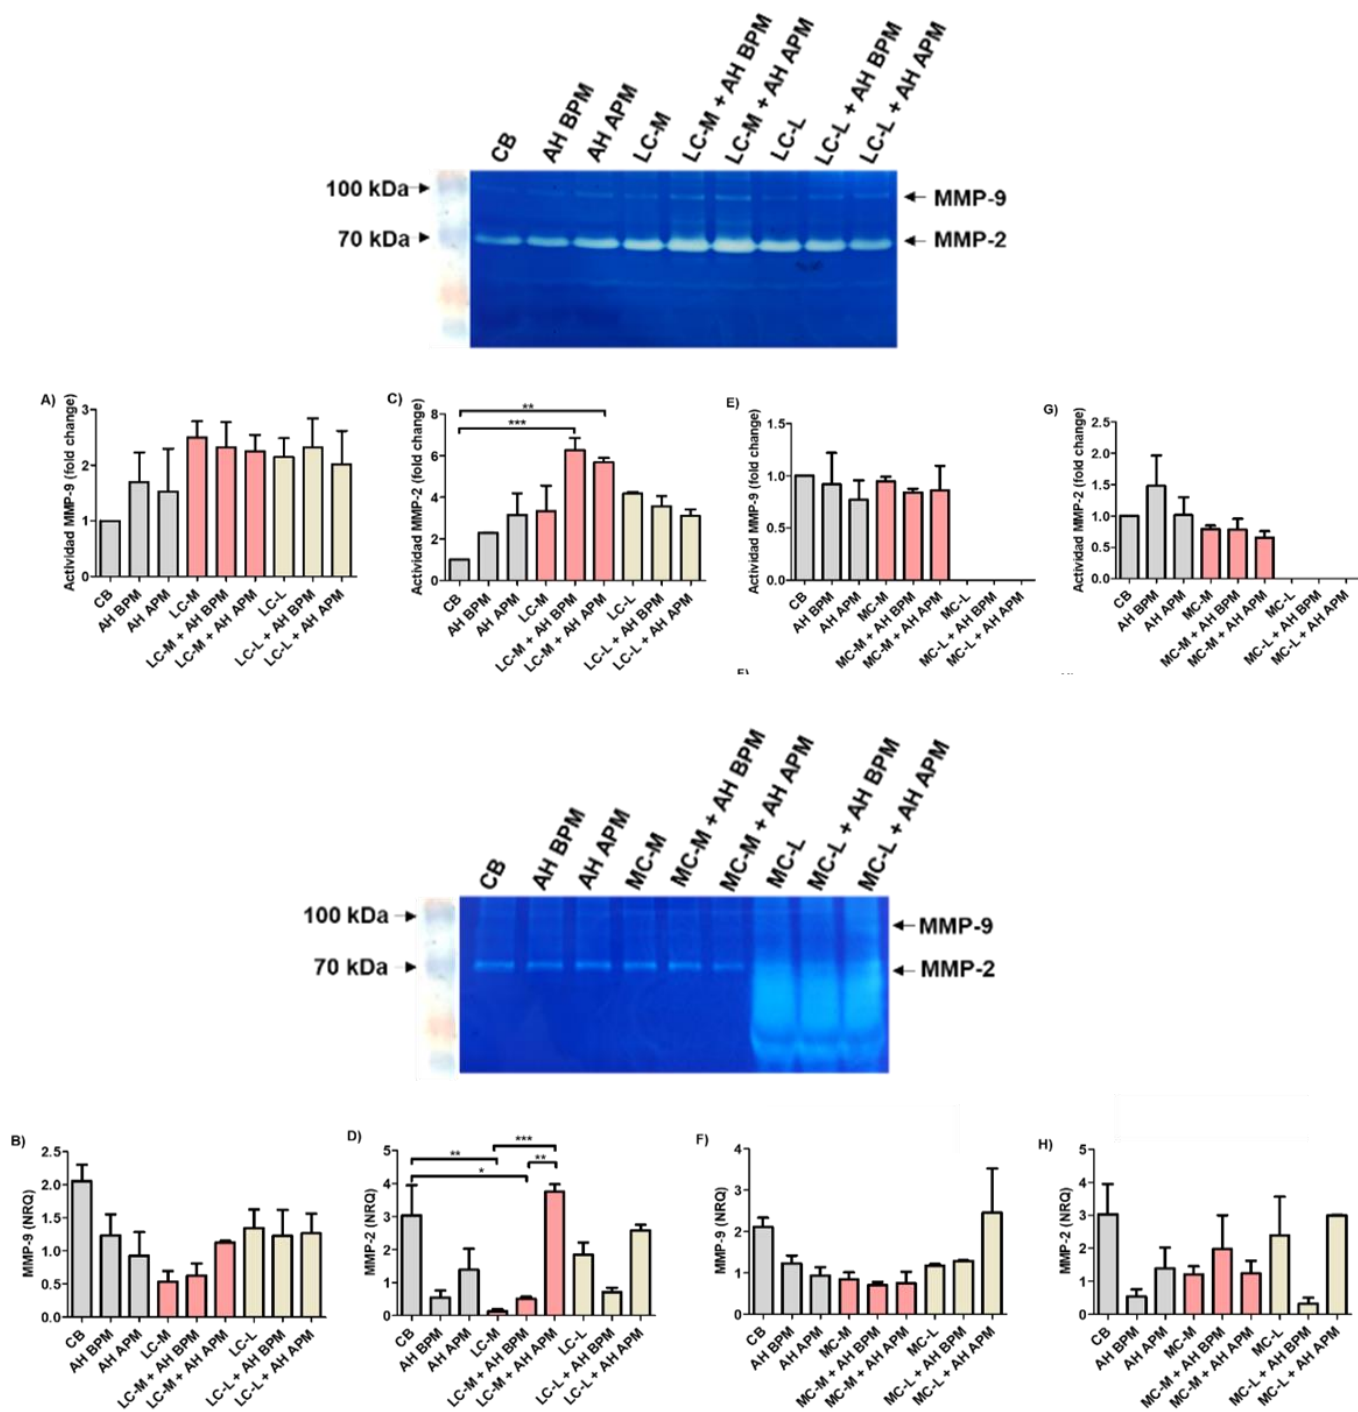 CB
AH BPM
AH APM
LC-M
LC-M + AH BPM
LC-M + AH APM
LC-L
LC-L + AH BPM
LC-L + AH APM
100 kDa
70 kDa
MMP-9
MMP-2
A)
Actividad MMP-9 (fold change)
3
2
1
0
CB
AH BPM
AH APM
LC-M
LC-M + AH BPM
LC-M + AH APM
LC-L
LC-L + AH BPM
LC-L + AH APM
C)
Actividad MMP-2 (fold change)
8
6
4
2
0
**
***
CB
AH BPM
AH APM
LC-M
LC-M + AH BPM
LC-M + AH APM
LC-L
LC-L + AH BPM
LC-L + AH APM
E)
Actividad MMP-9 (fold change)
1.5
1.0
0.5
0.0
CB
AH BPM
AH APM
MC-M
MC-M + AH BPM
MC-M + AH APM
MC-L
MC-L + AH BPM
MC-L + AH APM
G)
Actividad MMP-2 (fold change)
2.5
2.0
1.5
1.0
0.5
0.0
CB
AH BPM
AH APM
MC-M
MC-M + AH BPM
MC-M + AH APM
MC-L
MC-L + AH BPM
MC-L + AH APM
CB
AH BPM
AH APM
MC-M
MC-M + AH BPM
MC-M + AH APM
MC-L
MC-L + AH BPM
MC-L + AH APM
100 kDa
70 kDa
MMP-9
MMP-2
B)
MMP-9 (NRQ)
2.5
2.0
1.5
1.0
0.5
0.0
CB
AH BPM
AH APM
LC-M
LC-M + AH BPM
LC-M + AH APM
LC-L
LC-L + AH BPM
LC-L + AH APM
D)
MMP-2 (NRQ)
5
4
3
2
1
0
***
**
**
*
CB
AH BPM
AH APM
LC-M
LC-M + AH BPM
LC-M + AH APM
LC-L
LC-L + AH BPM
LC-L + AH APM
F)
MMP-9 (NRQ)
4
3
2
1
0
CB
AH BPM
AH APM
MC-M
MC-M + AH BPM
MC-M + AH APM
MC-L
MC-L + AH BPM
MC-L + AH APM
H)
MMP-2 (NRQ)
5
4
3
2
1
0
CB
AH BPM
AH APM
MC-M
MC-M + AH BPM
MC-M + AH APM
MC-L
MC-L + AH BPM
MC-L + AH APM